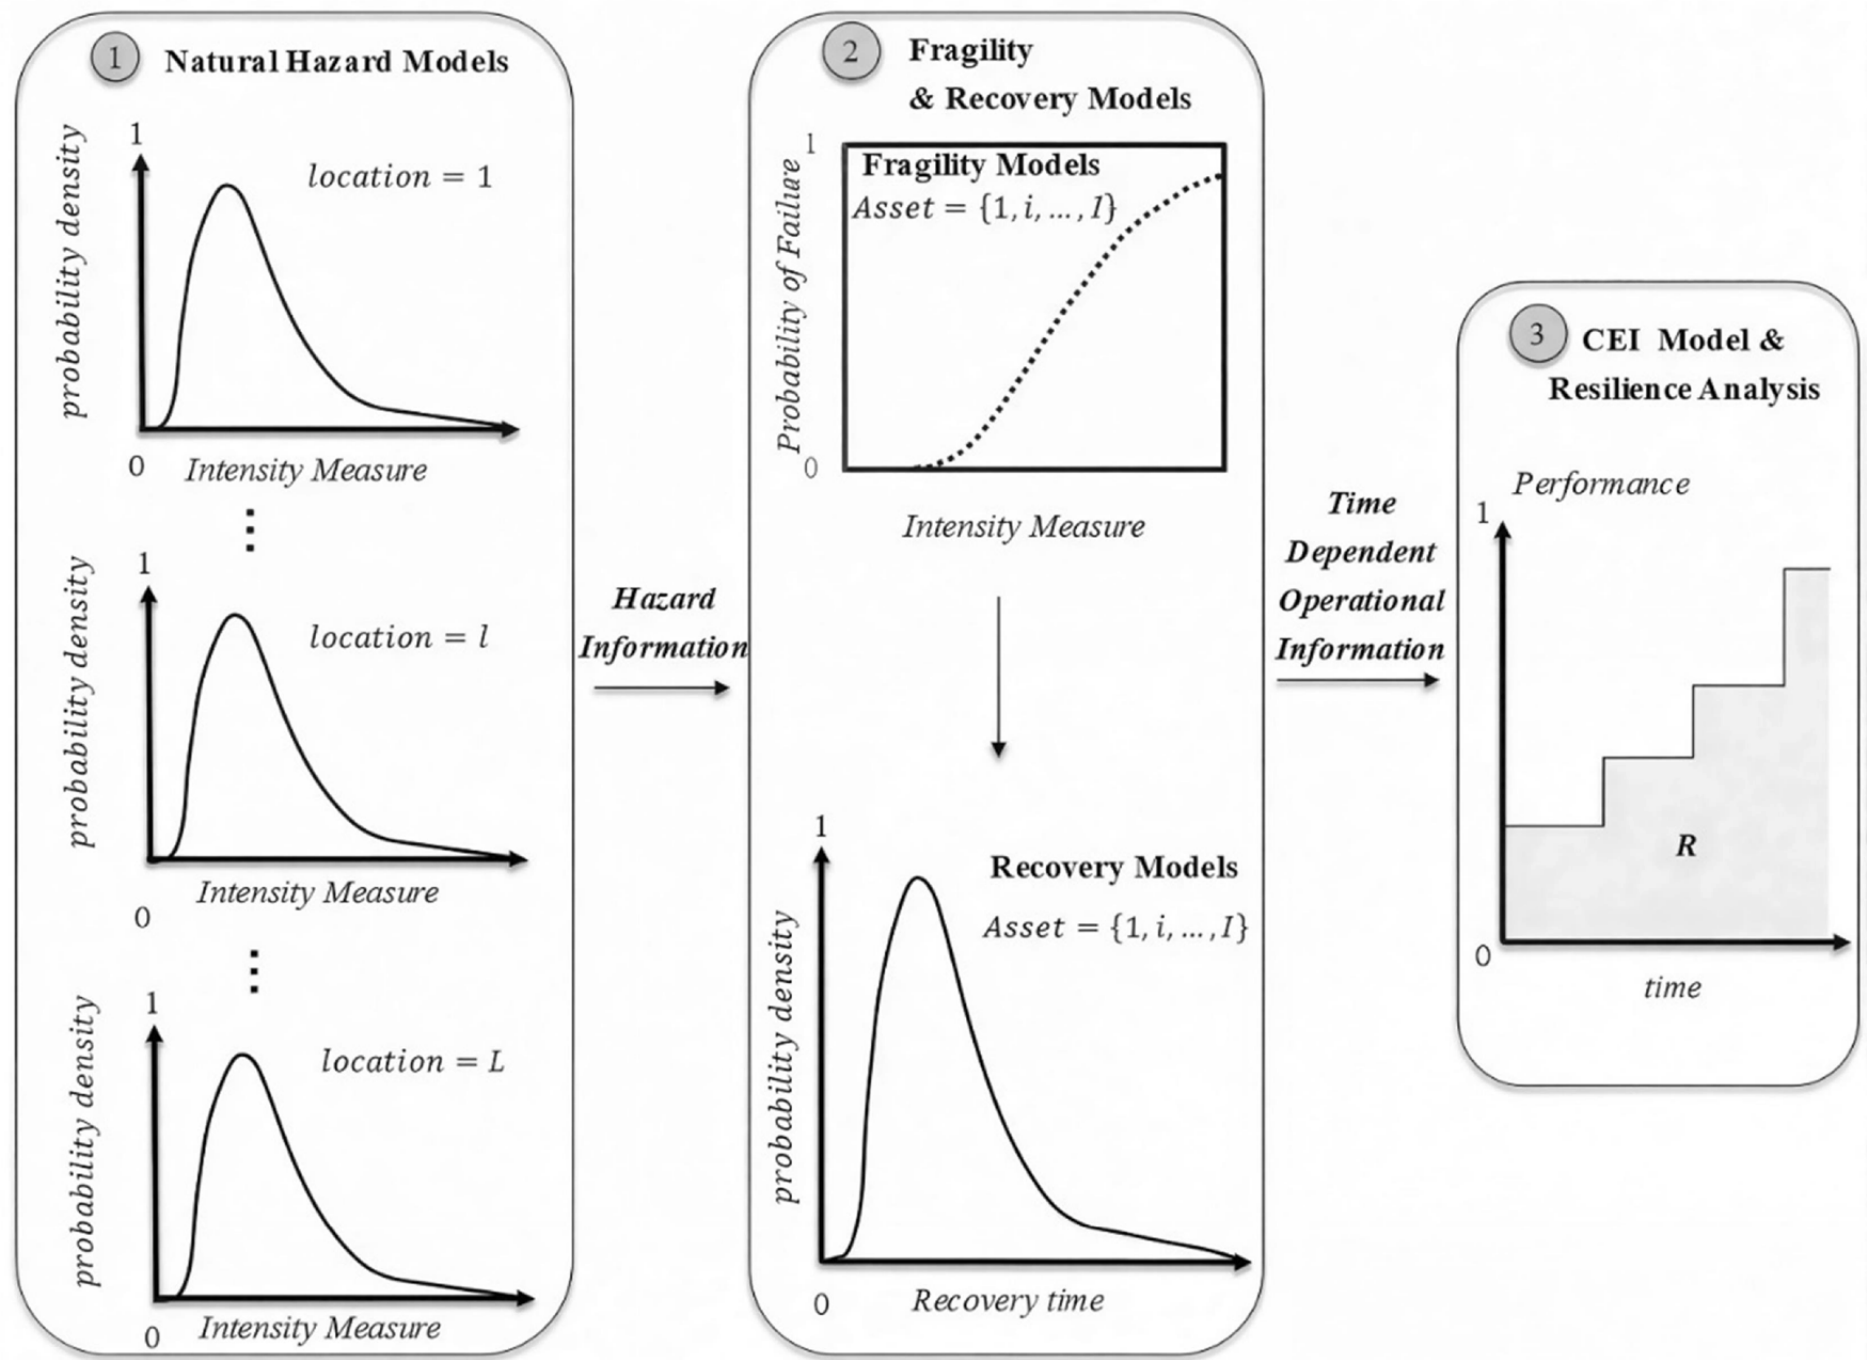 1 Natural Hazard Models
1
location = 1
probability density
0 Intensity Measure
⋮
1
location = l
probability density
Intensity Measure
0
⋮
1
location = L
probability density
Intensity Measure
0
Hazard
Information
2 Fragility
& Recovery Models
1
Fragility Models
Asset = {1, i, ..., I}
Probability of Failure
0
Intensity Measure
1
Recovery Models
Asset = {1, i, ..., I}
probability density
0 Recovery time
Time
Dependent
Operational
Information
3 CEI Model &
Resilience Analysis
Performance
1
R
0
time